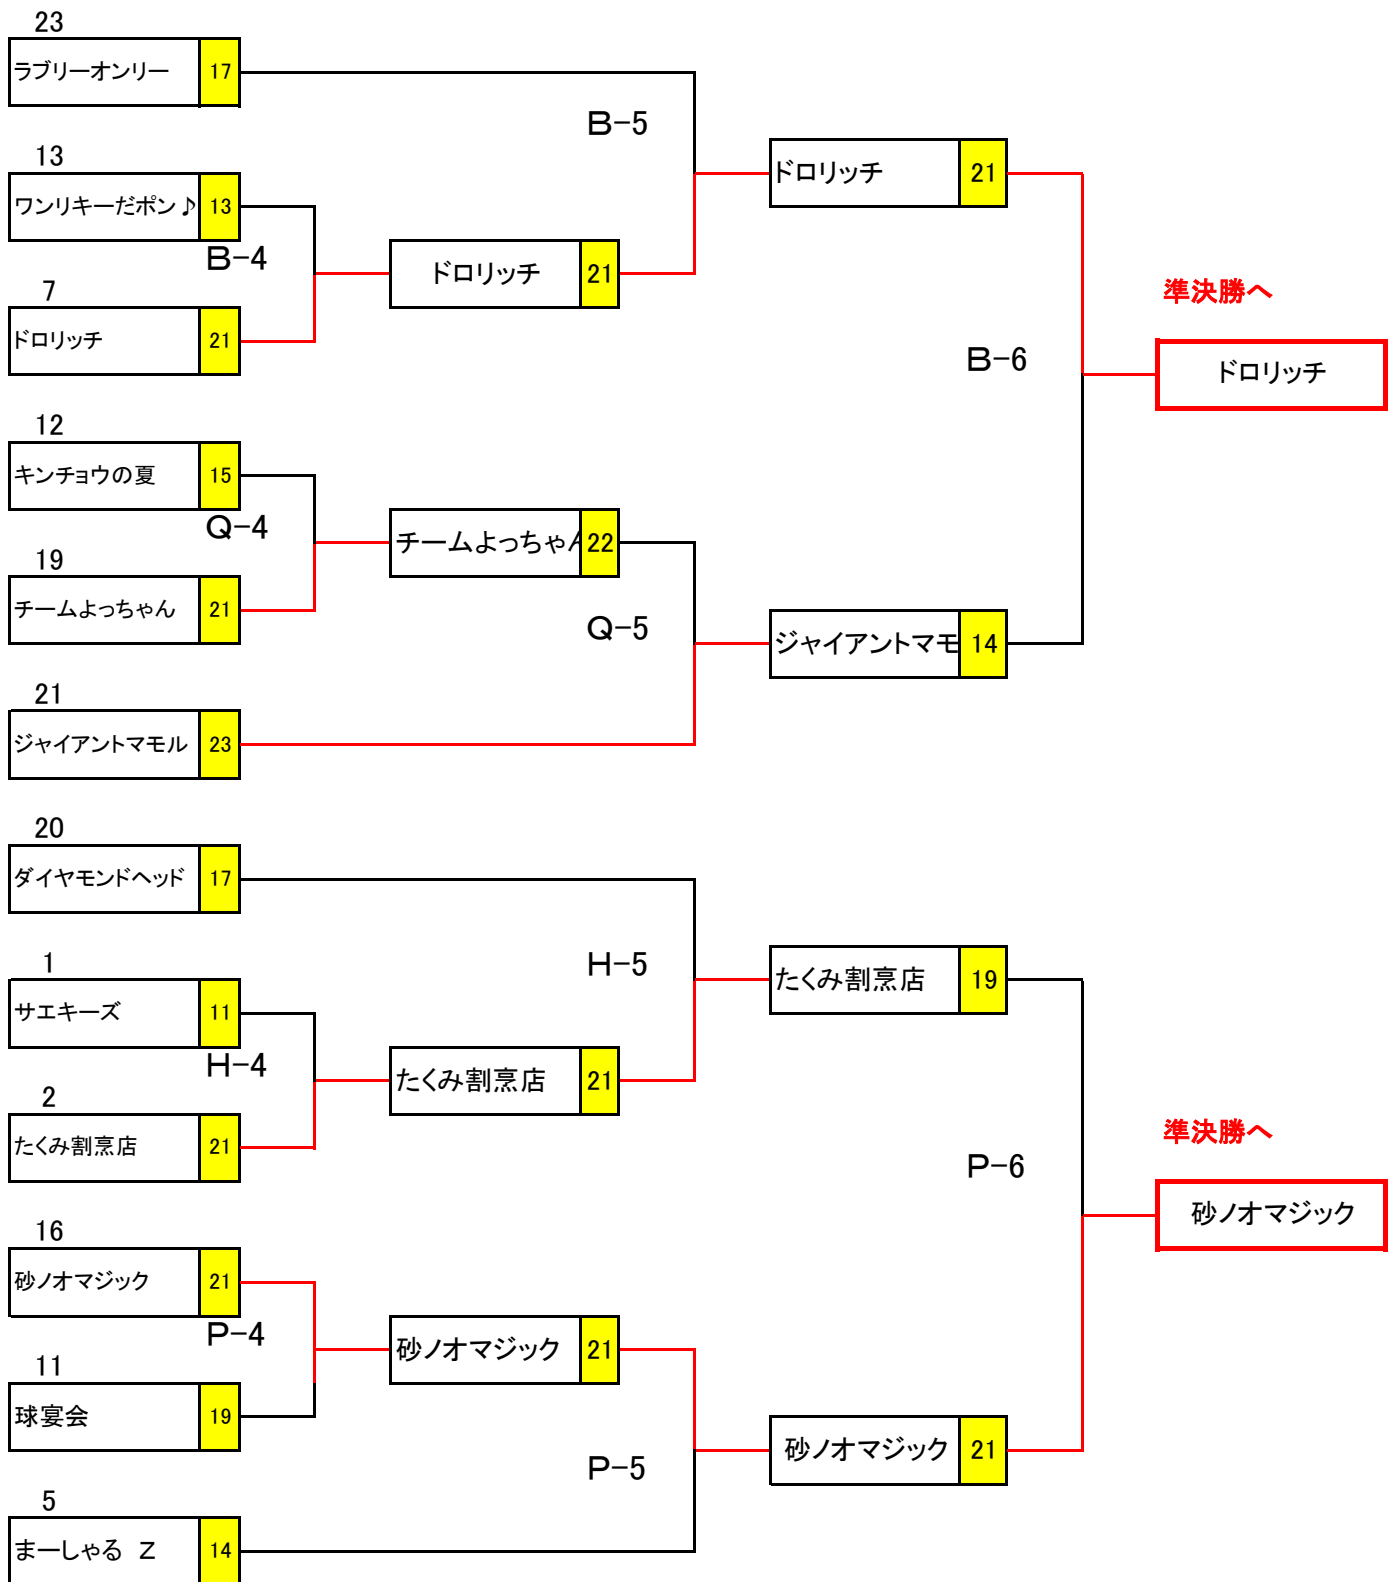 23
ラブリーオンリー 17
B-5
13
ワンリキーだポン♪ 13
ドロリッチ 21
B-4
ドロリッチ 21
7
準決勝へ
ドロリッチ 21
B-6
ドロリッチ
12
キンチョウの夏 15
Q-4
チームよっちゃん 22
19
チームよっちゃん 21
Q-5
ジャイアントマモ 14
21
ジャイアントマモル 23
20
ダイヤモンドヘッド 17
H-5
1
たくみ割烹店 19
サエキーズ 11
H-4
たくみ割烹店 21
2
準決勝へ
たくみ割烹店 21
P-6
砂ノオマジック
16
砂ノオマジック 21
P-4
砂ノオマジック 21
11
球宴会 19
砂ノオマジック 21
P-5
5
まーしゃる Z 14